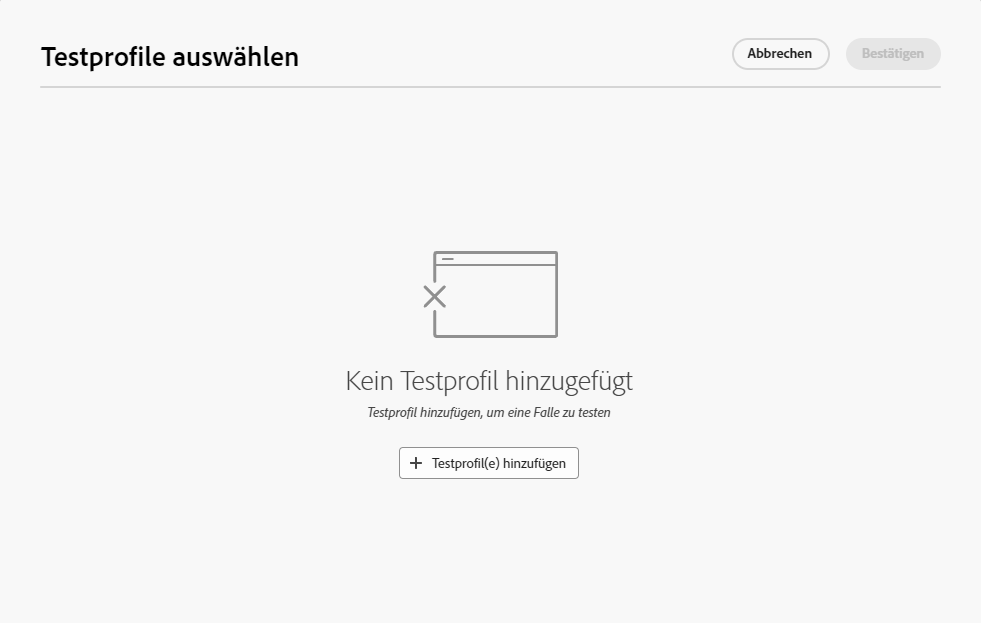 Testprofile auswählen
Abbrechen
Bestätigen
Kein Testprofil hinzugefügt
Testprofil hinzufügen, um eine Falle zu testen
Testprofil(e) hinzufügen